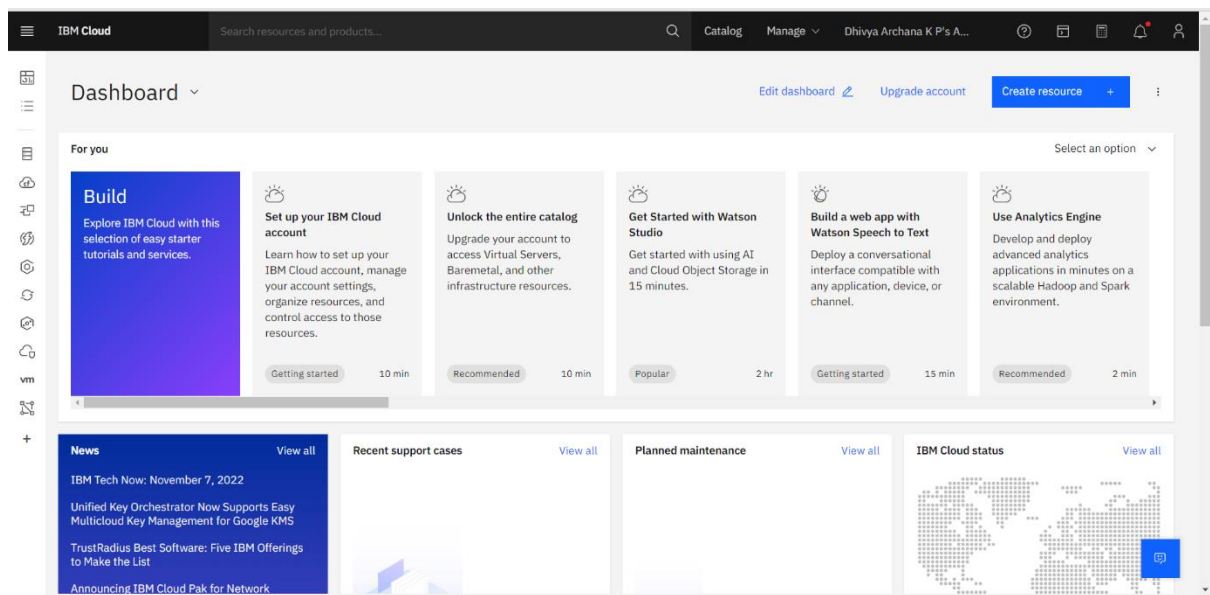 IBM Cloud
Search resources and products...
Catalog
Manage
Dhivya Archana K P's A...
Dashboard
Edit dashboard
Upgrade account
Create resource +
For you
Select an option
Build
Explore IBM Cloud with this
selection of easy starter
tutorials and services.
Set up your IBM Cloud
account
Learn how to set up your
IBM Cloud account, manage
your account settings,
organize resources, and
control access to those
resources.
Getting started
10 min
Unlock the entire catalog
Upgrade your account to
access Virtual Servers,
Baremetal, and other
infrastructure resources.
Recommended
10 min
Get Started with Watson
Studio
Get started with using AI
and Cloud Object Storage in
15 minutes.
Popular
2 hr
Build a web app with
Watson Speech to Text
Deploy a conversational
interface compatible with
any application, device, or
channel.
Getting started
15 min
Use Analytics Engine
Develop and deploy
advanced analytics
applications in minutes on a
scalable Hadoop and Spark
environment.
Recommended
2 min
vm
+
News
View all
IBM Tech Now: November 7, 2022
Unified Key Orchestrator Now Supports Easy
Multicloud Key Management for Google KMS
TrustRadius Best Software: Five IBM Offerings
to Make the List
Announcing IBM Cloud Pak for Network
Recent support cases
View all
Planned maintenance
View all
IBM Cloud status
View all